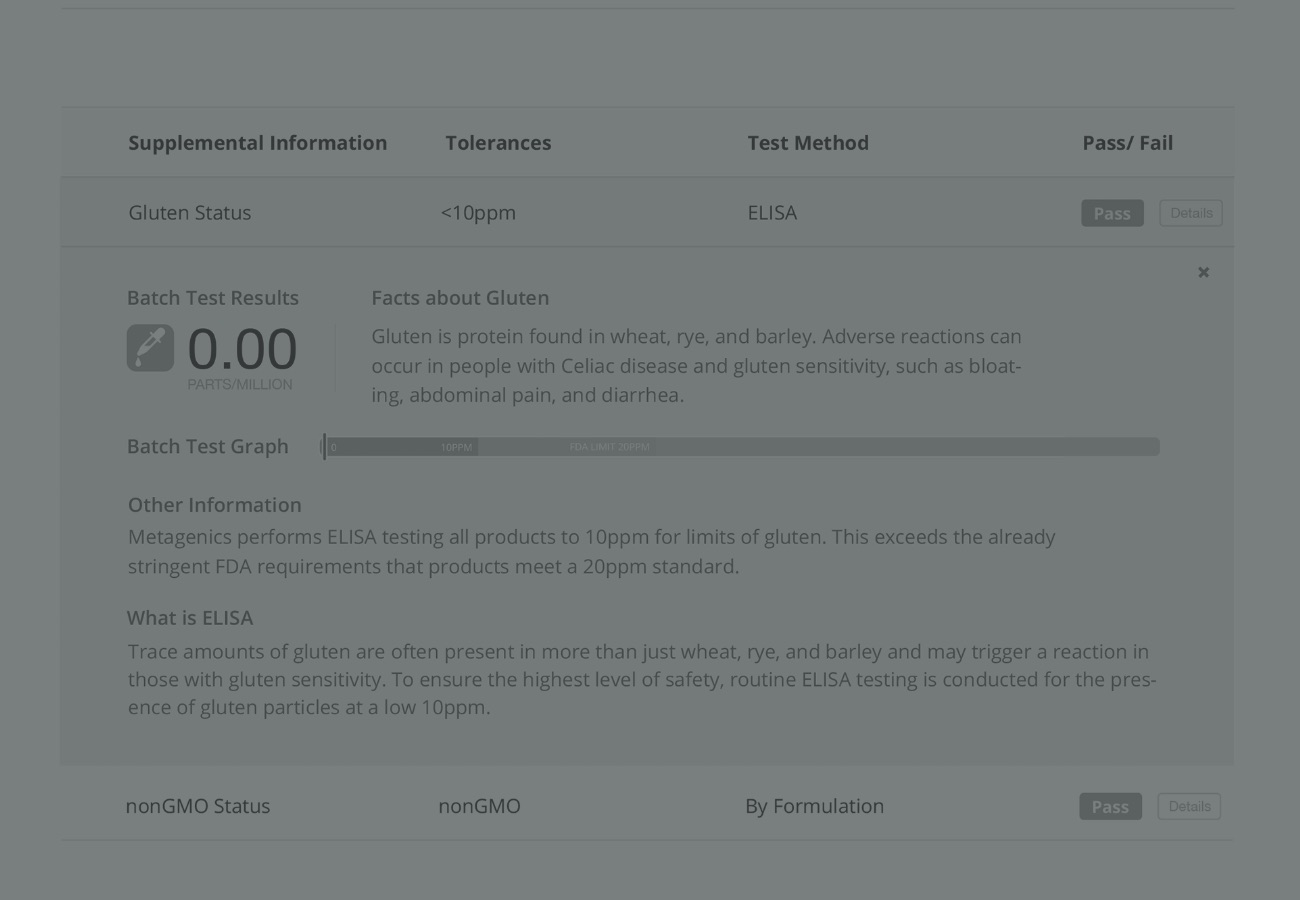 Supplemental Information Tolerances Test Method Pass/ Fail
Gluten Status <10ppm ELISA Pass Details
Batch Test Results
0.00
PARTS/MILLION
Facts about Gluten
Gluten is protein found in wheat, rye, and barley. Adverse reactions can
occur in people with Celiac disease and gluten sensitivity, such as bloat-
ing, abdominal pain, and diarrhea.
Batch Test Graph 0 10PPM FDA LIMIT 20PPM
Other Information
Metagenics performs ELISA testing all products to 10ppm for limits of gluten. This exceeds the already
stringent FDA requirements that products meet a 20ppm standard.
What is ELISA
Trace amounts of gluten are often present in more than just wheat, rye, and barley and may trigger a reaction in
those with gluten sensitivity. To ensure the highest level of safety, routine ELISA testing is conducted for the pres-
ence of gluten particles at a low 10ppm.
nonGMO Status nonGMO By Formulation Pass Details